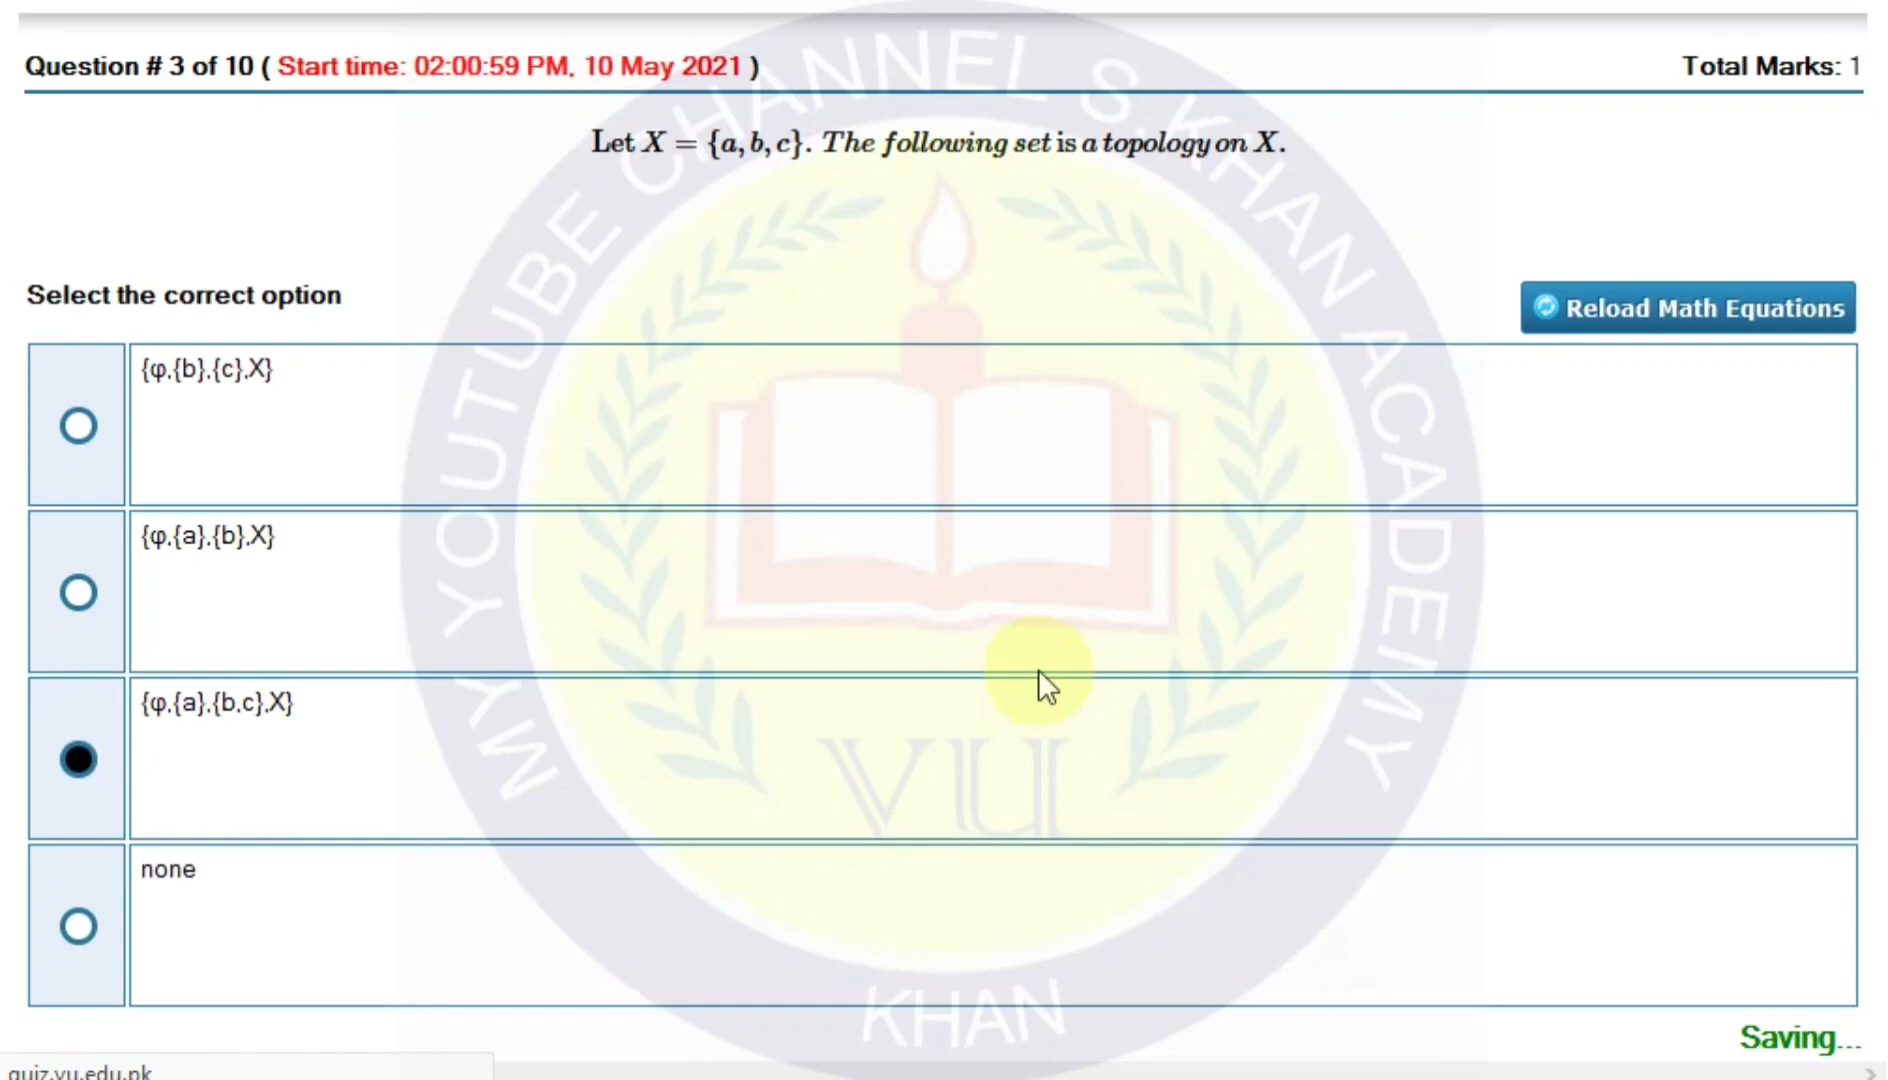 Question # 3 of 10 ( Start time: 02:00:59 PM, 10 May 2021 )
Total Marks: 1
Let X = {a, b, c}. The following set is a topology on X.
Select the correct option
Reload Math Equations
{φ,{b},{c},X}
{φ,{a},{b},X}
{φ,{a},{b,c},X}
none
MY YOUTUBE CHANNEL S.KHAN ACADEMY
VU
KHAN
Saving...
quiz.vu.edu.pk